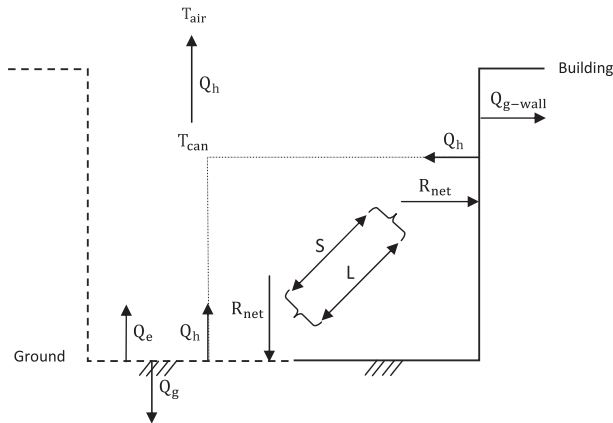 T_air
Q_h
Building
Q_g−wall
T_can
Q_h
R_net
S
L
R_net
Q_e
Q_h
Ground
Q_g